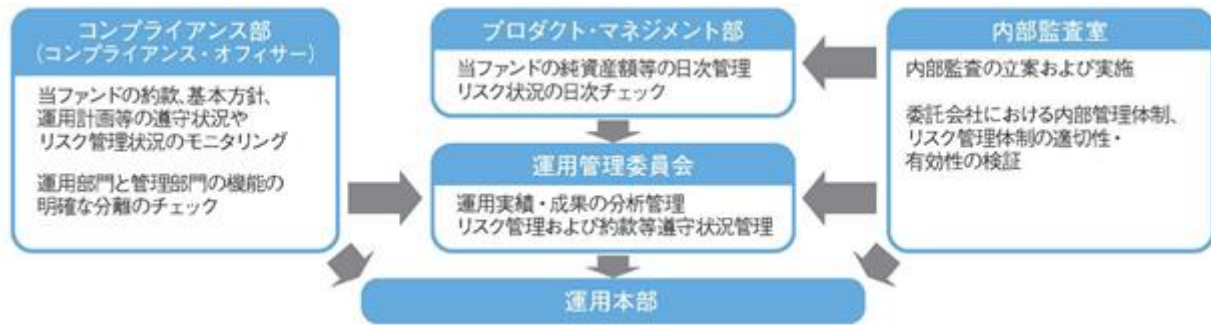 コンプライアンス部
(コンプライアンス・オフィサー)
当ファンドの約款、基本方針、
運用計画等の遵守状況や
リスク管理状況のモニタリング
運用部門と管理部門の機能の
明確な分離のチェック
プロダクト・マネジメント部
当ファンドの純資産額等の日次管理
リスク状況の日次チェック
運用管理委員会
運用実績・成果の分析管理
リスク管理および約款等遵守状況管理
内部監査室
内部監査の立案および実施
委託会社における内部管理体制、
リスク管理体制の適切性・
有効性の検証
運用本部